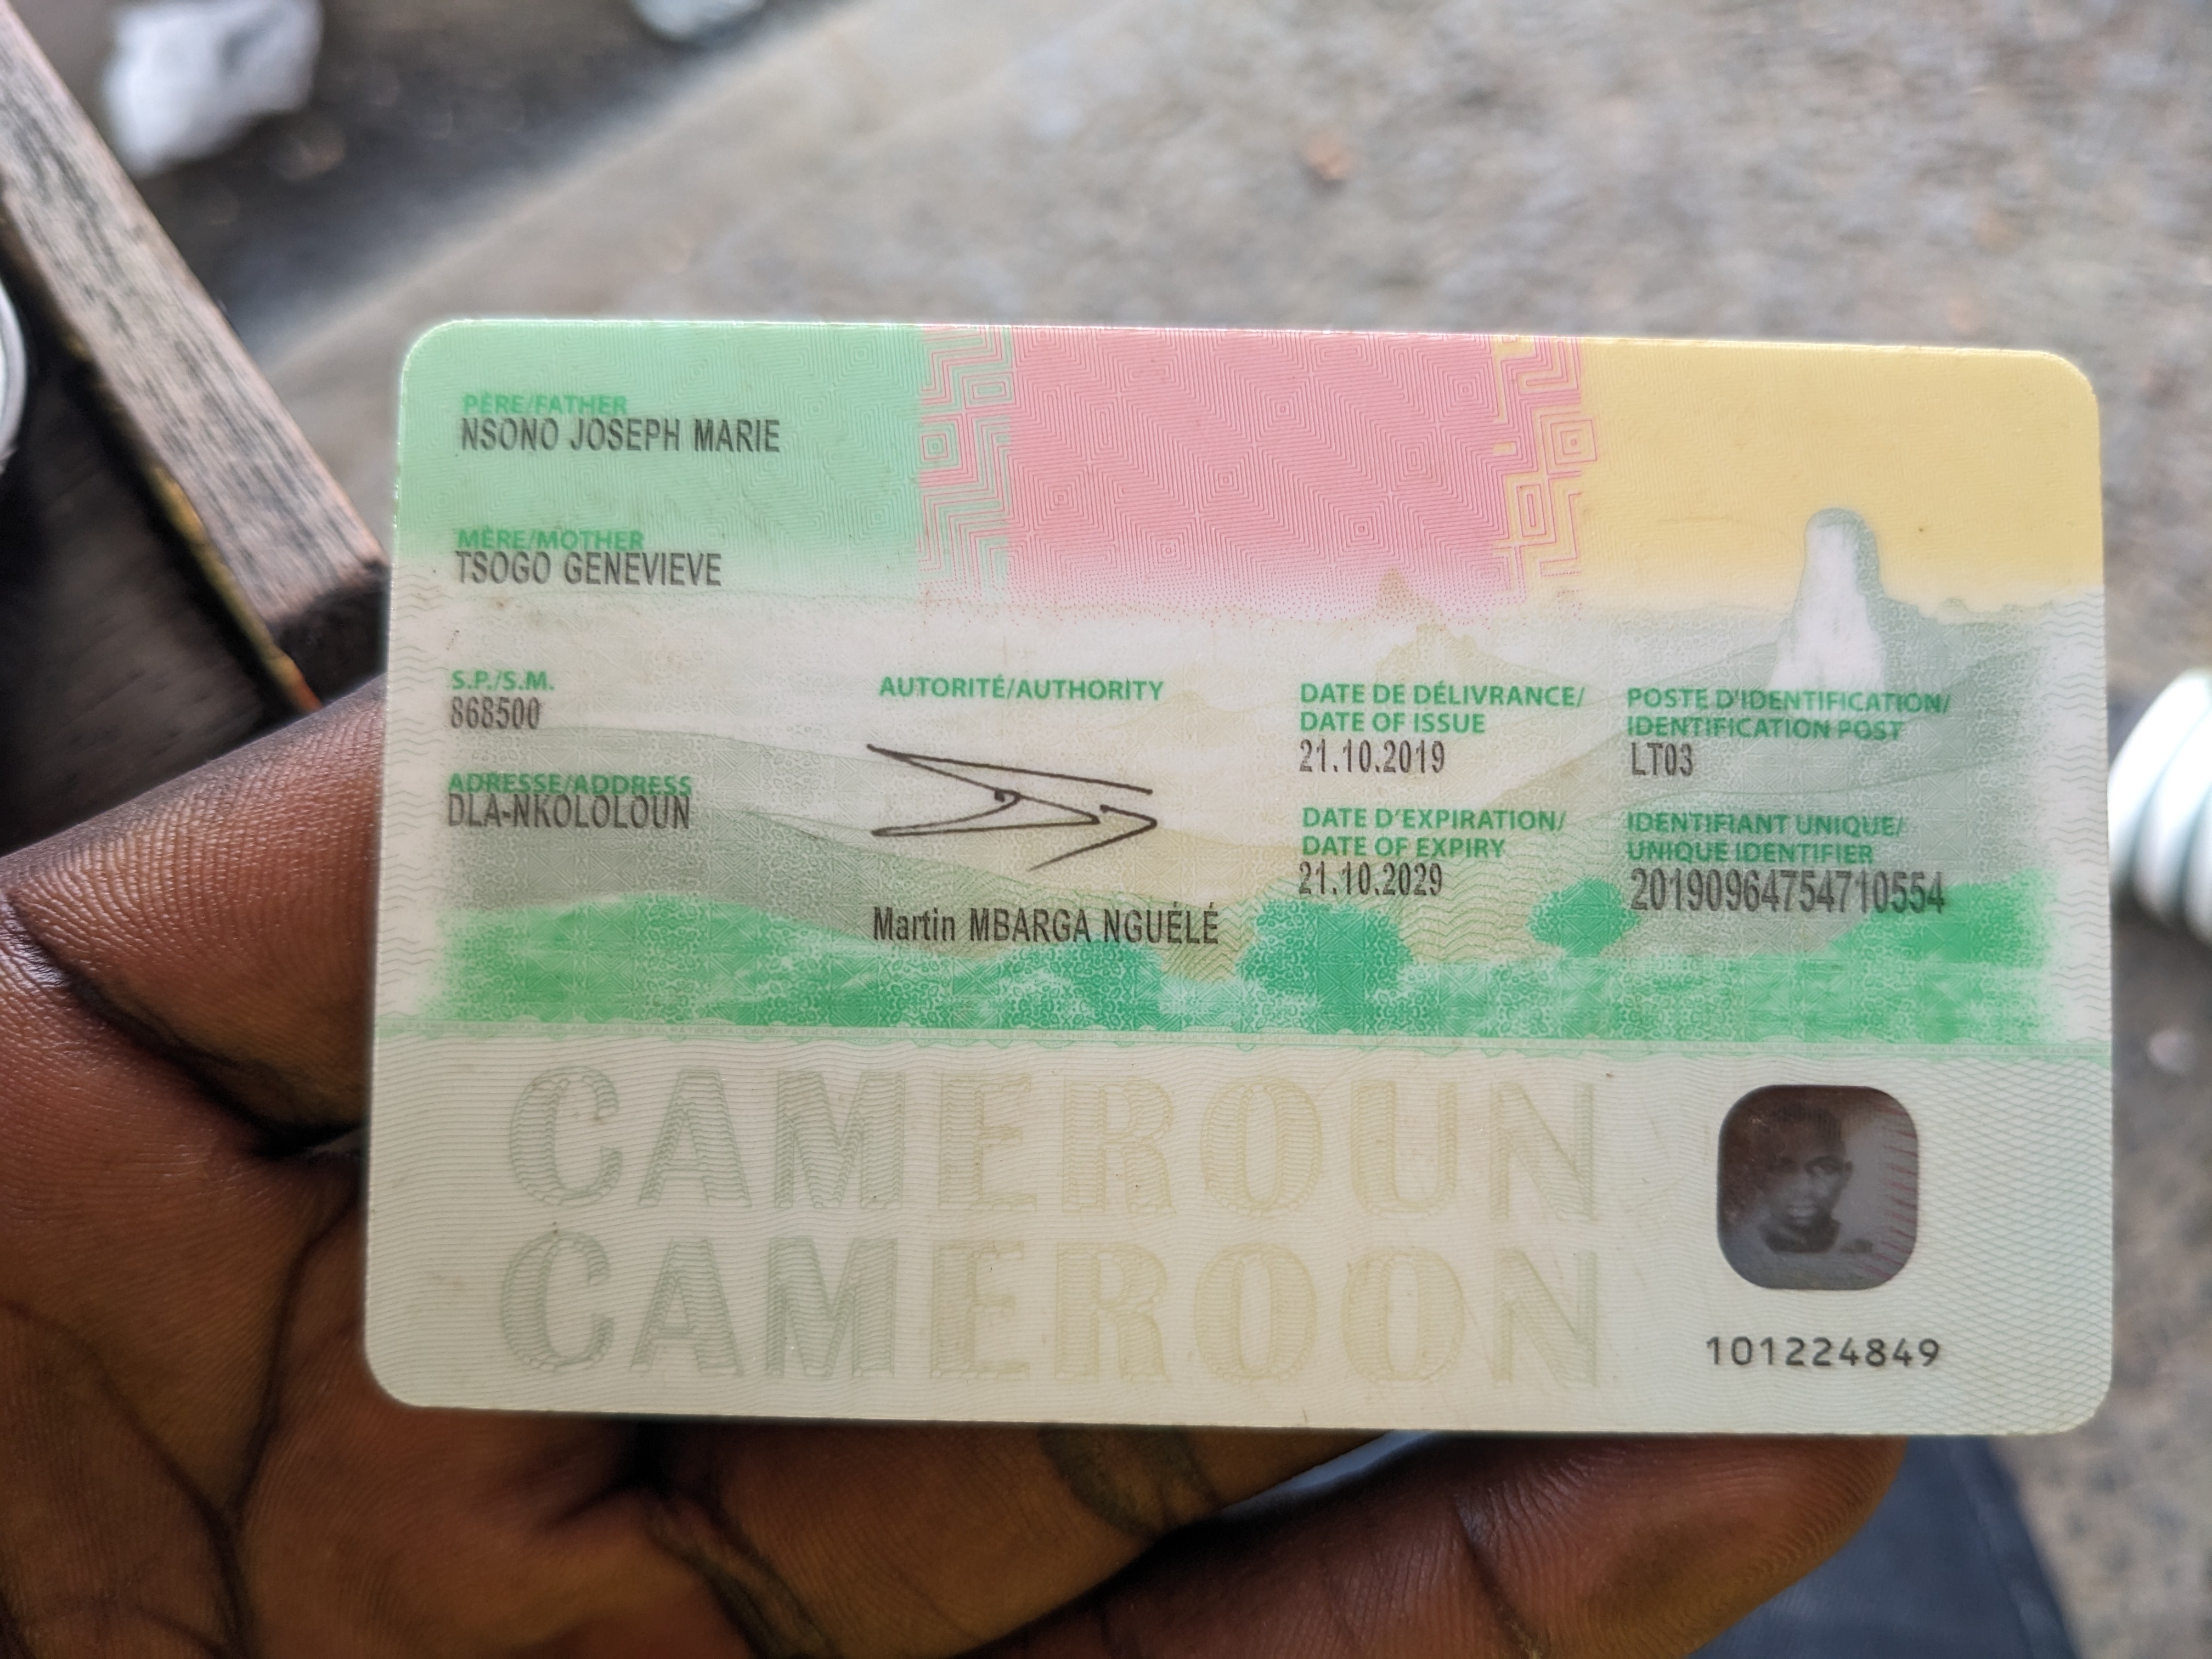 PÈRE/FATHER
NSONO JOSEPH MARIE
MÈRE/MOTHER
TSOGO GENEVIEVE
S.P./S.M.
868500
ADRESSE/ADDRESS
DLA-NKOLOLOUN
AUTORITÉ/AUTHORITY
Martin MBARGA NGUÉLÉ
DATE DE DÉLIVRANCE/
DATE OF ISSUE
21.10.2019
DATE D'EXPIRATION/
DATE OF EXPIRY
21.10.2029
POSTE D'IDENTIFICATION/
IDENTIFICATION POST
LT03
IDENTIFIANT UNIQUE/
UNIQUE IDENTIFIER
20190964754710554
CAMEROUN
CAMEROON
101224849